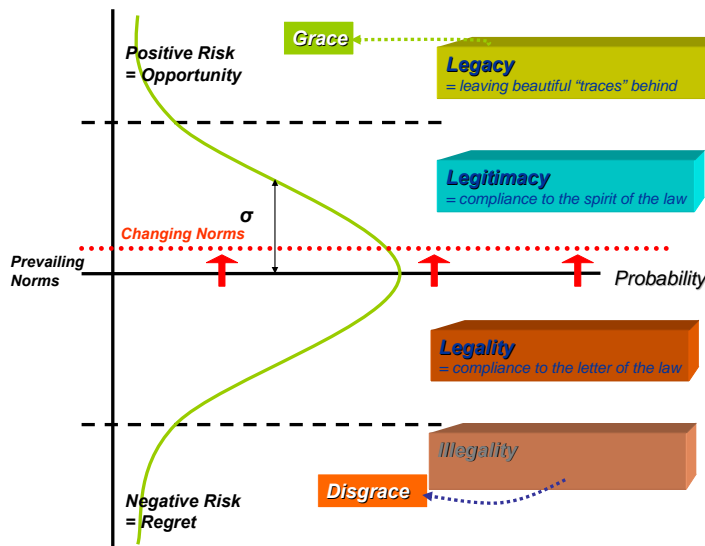 Grace
Positive Risk
= Opportunity
Legacy
= leaving beautiful “traces” behind
Legitimacy
= compliance to the spirit of the law
σ
Changing Norms
Prevailing
Norms
Probability
Legality
= compliance to the letter of the law
Illegality
Disgrace
Negative Risk
= Regret